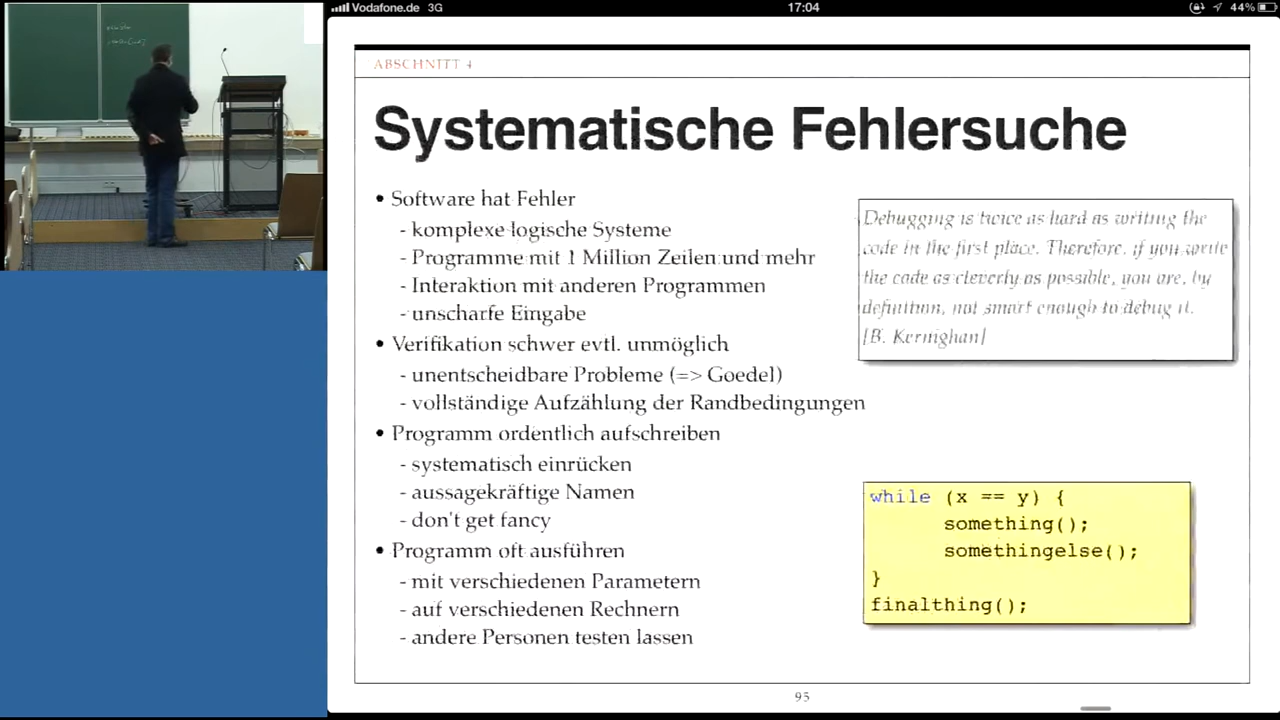 Vodafone.de 3G 17:04 44%
ABSCHNITT 4
Systematische Fehlersuche
• Software hat Fehler
- komplexe logische Systeme
- Programme mit 1 Million Zeilen und mehr
- Interaktion mit anderen Programmen
- unscharfe Eingabe
• Verifikation schwer evtl. unmöglich
- unentscheidbare Probleme (=> Goedel)
- vollständige Aufzählung der Randbedingungen
• Programm ordentlich aufschreiben
- systematisch einrücken
- aussagekräftige Namen
- don't get fancy
• Programm oft ausführen
- mit verschiedenen Parametern
- auf verschiedenen Rechnern
- andere Personen testen lassen
Debugging is twice as hard as writing the
code in the first place. Therefore, if you write
the code as cleverly as possible, you are, by
definition, not smart enough to debug it.
[B. Kernighan]
while (x == y) {
something();
somethingelse();
}
finalthing();
95